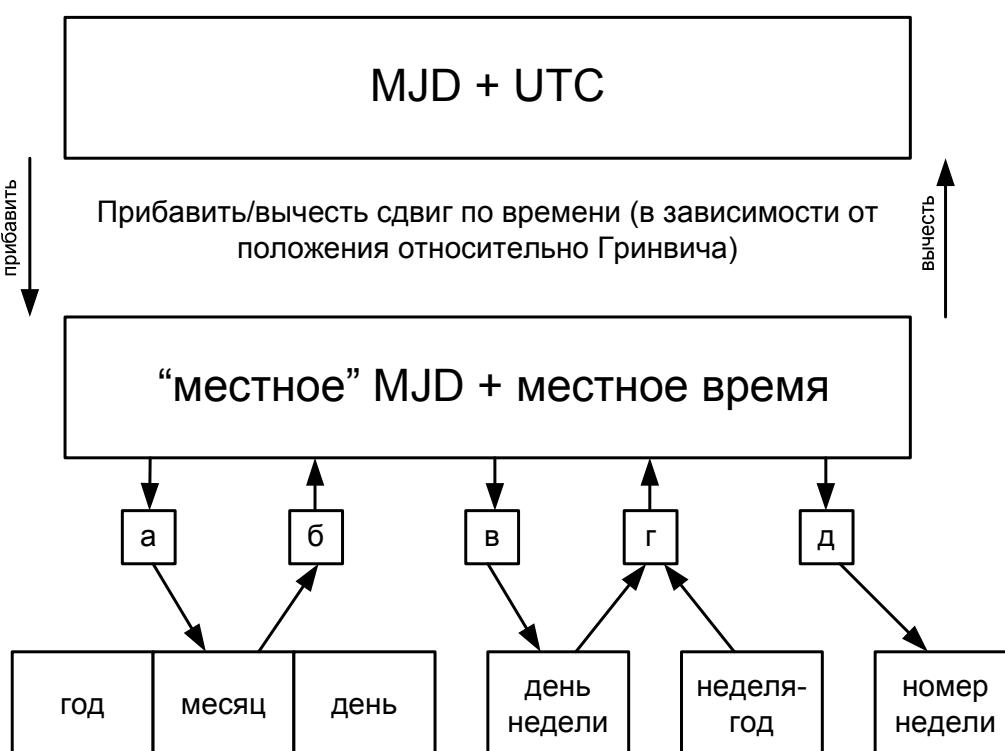 MJD + UTC
прибавить
Прибавить/вычесть сдвиг по времени (в зависимости от
положения относительно Гринвича)
вычесть
“местное” MJD + местное время
а
б
в
г
д
год
месяц
день
день
недели
неделя-
год
номер
недели